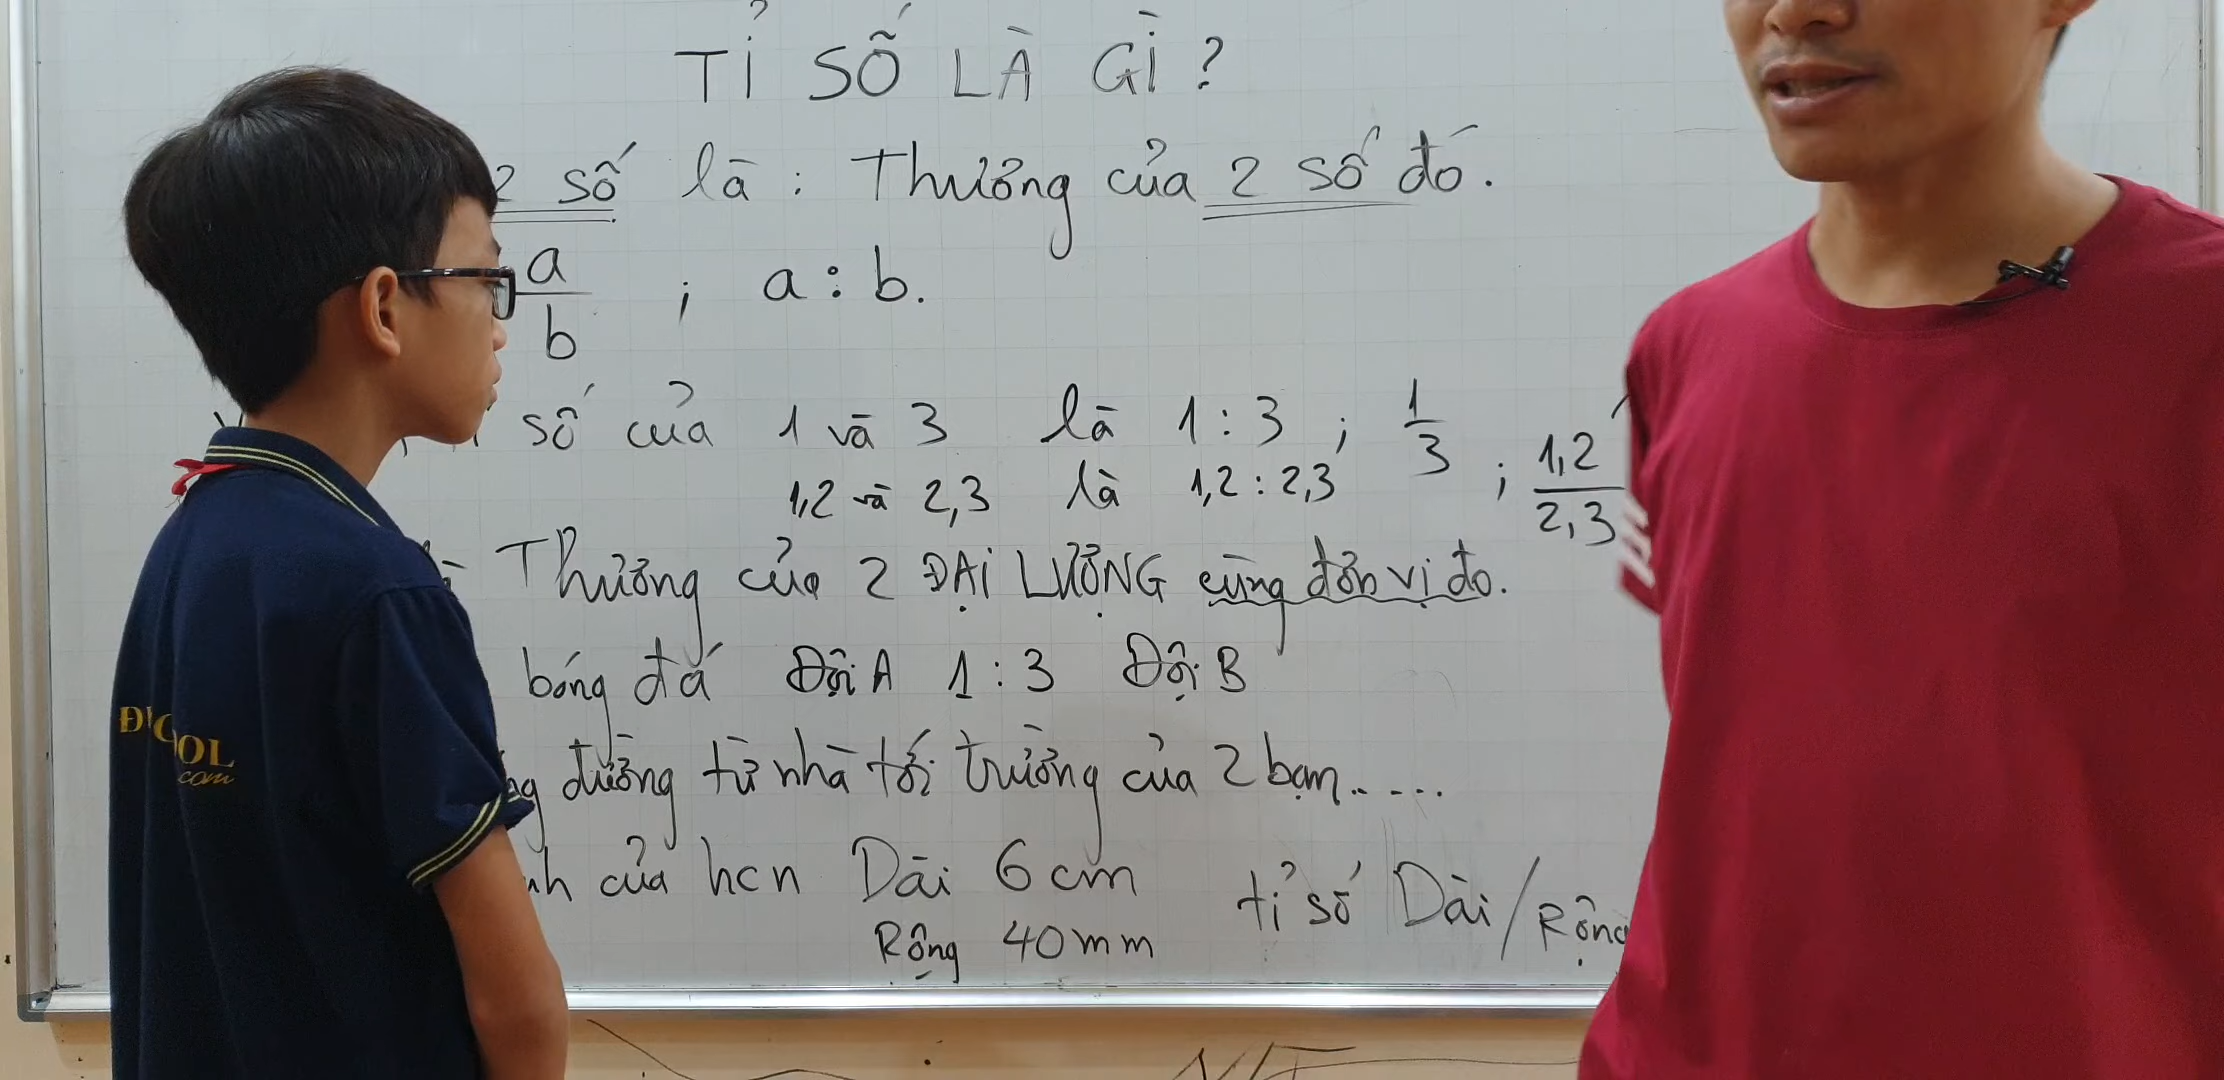 TỈ SỐ LÀ GÌ ?
2 số là : Thương của 2 số đó.
a/b ; a : b.
số của 1 và 3 là 1 : 3 ; 1/3
1,2 và 2,3 là 1,2 : 2,3 ; 1,2/2,3
Thương của 2 ĐẠI LƯỢNG cùng đơn vị đo.
bóng đá Đội A 1 : 3 Đội B
đường từ nhà tới trường của 2 bạn.....
của hcn Dài 6 cm tỉ số Dài/Rộng
Rộng 40 mm